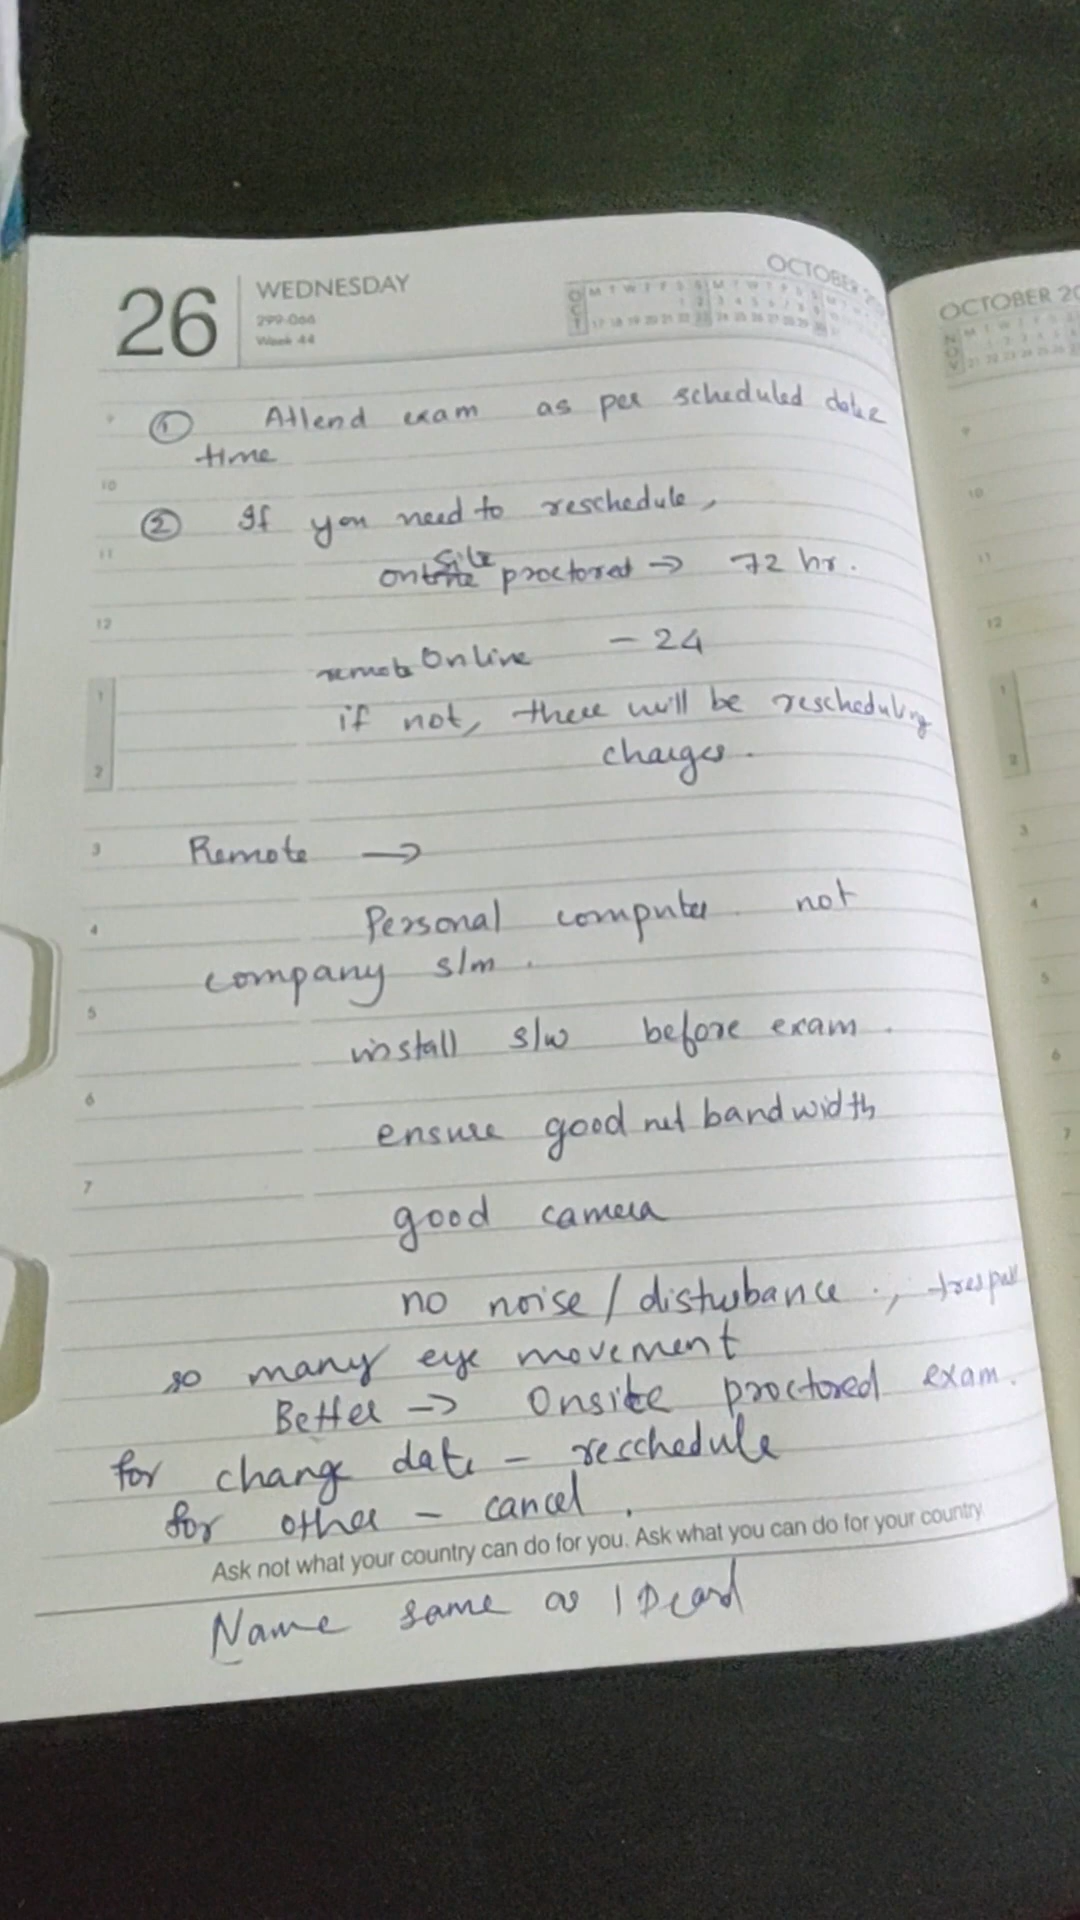 26
WEDNESDAY
299-066
Week 44
OCTOBER
OCTOBER 20
① Attend exam as per scheduled date
time
② If you need to reschedule,
onsite proctored → 72 hr.
remote Online – 24
if not, there will be rescheduling
charges.
Remote →
Personal computer not
company s/m.
install s/w before exam.
ensure good net bandwidth
good camera
no noise / disturbance ,
so many eye movement
Better → Onsite proctored exam.
for change date – reschedule
for other – cancel.
Ask not what your country can do for you. Ask what you can do for your country.
Name same as ID card